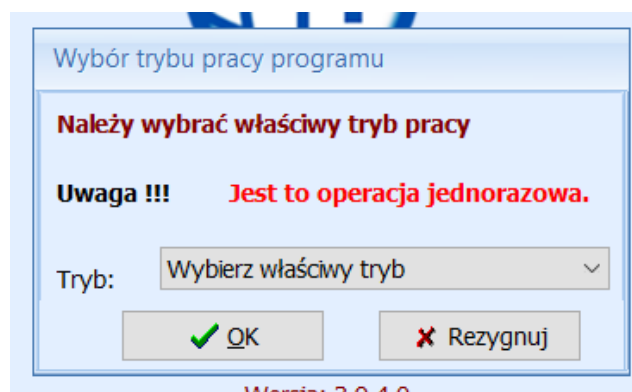 Wybór trybu pracy programu
Należy wybrać właściwy tryb pracy
Uwaga !!! Jest to operacja jednorazowa.
Tryb: Wybierz właściwy tryb
OK Rezygnuj